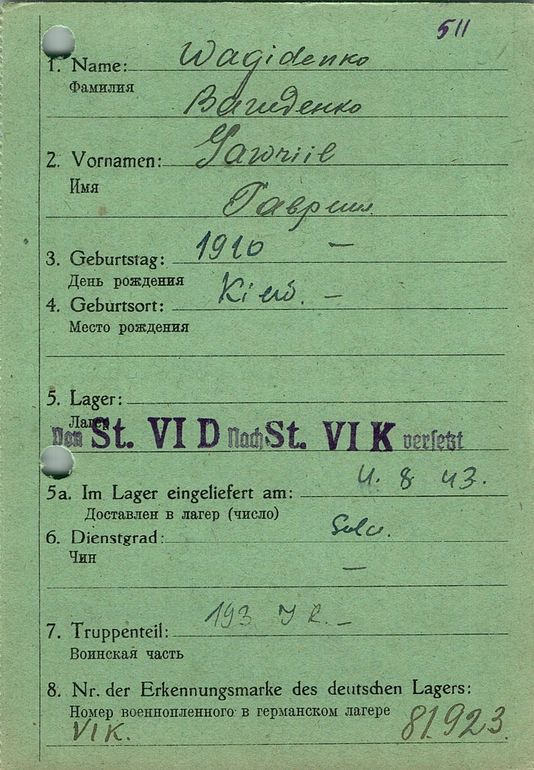 511
1. Name: Wagidenko
Фамилия
Вагиденко
2. Vornamen: Gawriil
Имя
Гавриил
3. Geburtstag: 1910 —
День рождения
4. Geburtsort: Kiew. —
Место рождения
5. Lager:
Лагер
Von St. VI D Nach St. VI K versetzt
5a. Im Lager eingeliefert am: 4. 8 43.
Доставлен в лагер (число)
6. Dienstgrad: Sold.
Чин —
7. Truppenteil: 193 I R. —
Воинская часть
8. Nr. der Erkennungsmarke des deutschen Lagers:
Номер военнопленного в германском лагере
VI K. 81923